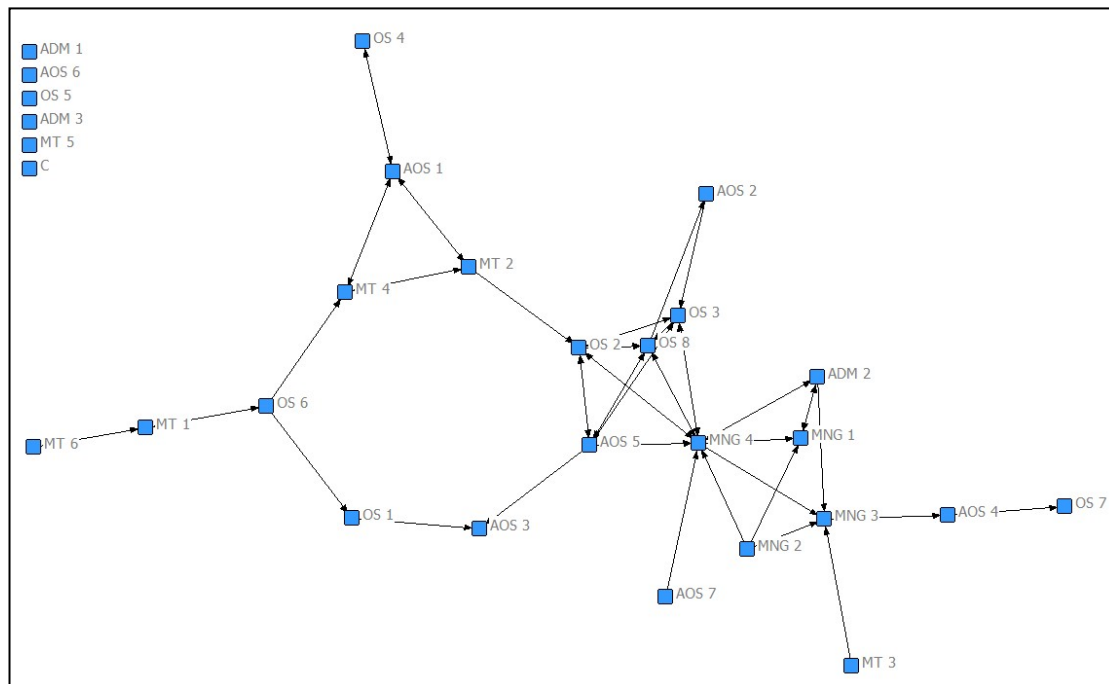 ADM 1
AOS 6
OS 5
ADM 3
MT 5
C
OS 4
AOS 1
AOS 2
MT 2
MT 4
OS 3
OS 2
OS 8
ADM 2
OS 6
MT 1
MT 6
MNG 1
AOS 5
MNG 4
OS 7
AOS 4
OS 1
MNG 3
AOS 3
MNG 2
AOS 7
MT 3